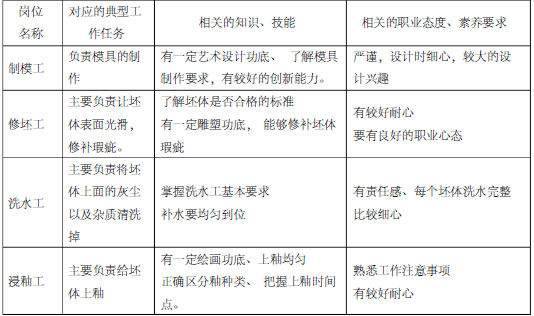 岗位
名称
对应的典型工
作任务
相关的知识、技能
相关的职业态度、素养要求
制模工
负责模具的制
作
有一定艺术设计功底、 了解模具
制作要求，有较好的创新能力。
严谨，设计时细心，较大的设
计兴趣
修坯工
主要负责让坯
体表面光滑，
修补瑕疵。
了解坯体是否合格的标准
有一定雕塑功底， 能够修补坯体
瑕疵
有较好耐心
要有良好的职业心态
洗水工
主要负责将坯
体上面的灰尘
以及杂质清洗
掉
掌握洗水工基本要求
补水要均匀到位
有责任感、每个坯体洗水完整
比较细心
浸釉工
主要负责给坯
体上釉
有一定绘画功底、上釉均匀
正确区分釉种类、 把握上釉时间
点。
熟悉工作注意事项
有较好耐心